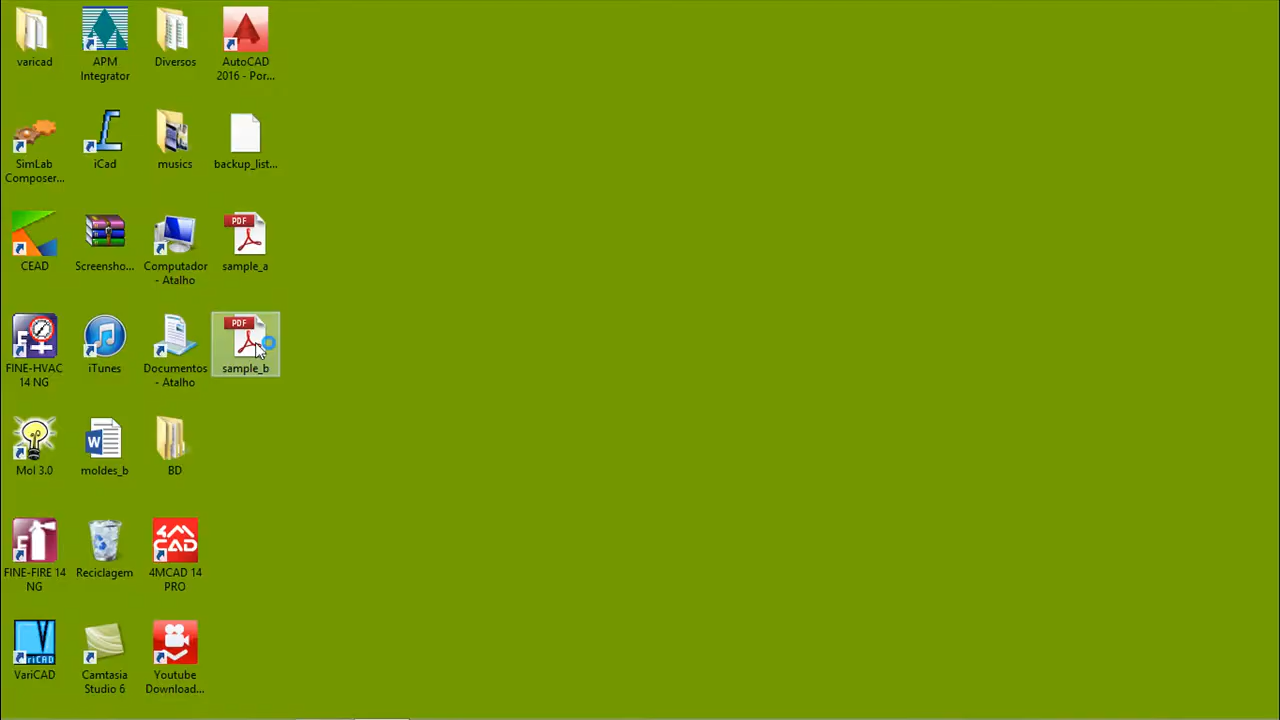 varicad
APM
Integrator
Diversos
AutoCAD
2016 - Por...
SimLab
Composer...
iCad
musics
backup_list...
CEAD
Screensho...
Computador
- Atalho
PDF
sample_a
FINE-HVAC
14 NG
iTunes
Documentos
- Atalho
PDF
sample_b
Mol 3.0
moldes_b
BD
FINE-FIRE 14
NG
Reciclagem
4MCAD 14
PRO
VariCAD
Camtasia
Studio 6
Youtube
Download...